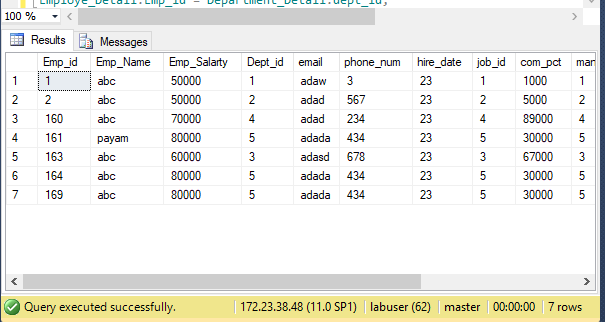 [Employe_Detail.Emp_id = Department_Detail.dept_id;
100 %
Results Messages
Emp_id Emp_Name Emp_Salarty Dept_id email phone_num hire_date job_id com_pct man
1 1 abc 50000 1 adaw 3 23 1 1000 1
2 2 abc 50000 2 adad 567 23 2 5000 2
3 160 abc 70000 4 adad 234 23 4 89000 4
4 161 payam 80000 5 adada 434 23 5 30000 5
5 163 abc 60000 3 adasd 678 23 3 67000 3
6 164 abc 80000 5 adada 434 23 5 30000 5
7 169 abc 80000 5 adada 434 23 5 30000 5
Query executed successfully. 172.23.38.48 (11.0 SP1) labuser (62) master 00:00:00 7 rows